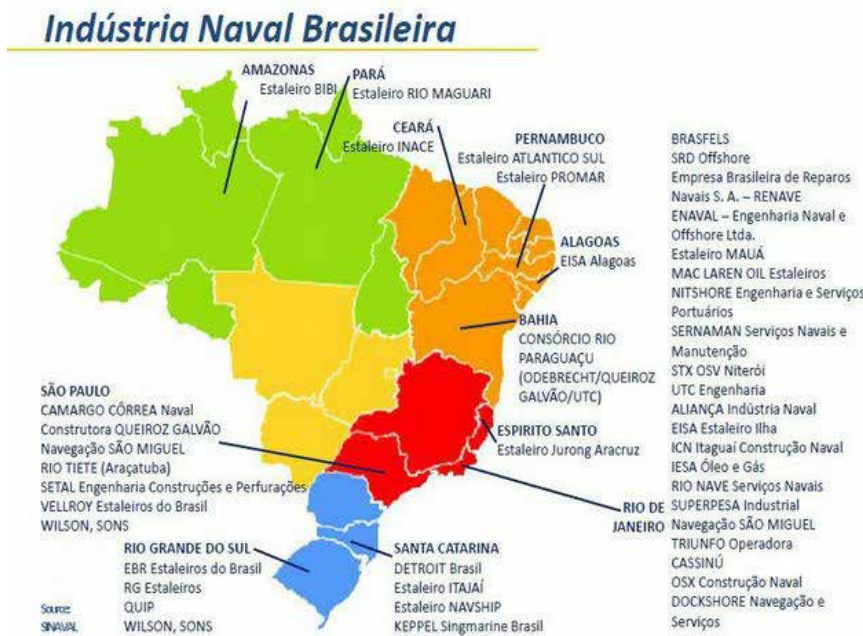 Indústria Naval Brasileira
AMAZONAS
Estaleiro BIBI
PARÁ
Estaleiro RIO MAGUARI
CEARÁ
Estaleiro INACE
PERNAMBUCO
Estaleiro ATLANTICO SUL
Estaleiro PROMAR
ALAGOAS
EISA Alagoas
BAHIA
CONSÓRCIO RIO
PARAGUAÇU
(ODEBRECHT/QUEIROZ
GALVÃO/UTC)
ESPIRITO SANTO
Estaleiro Jurong Aracruz
RIO DE
JANEIRO
BRASFELS
SRD Offshore
Empresa Brasileira de Reparos
Navais S. A. – RENAVE
ENAVAL – Engenharia Naval e
Offshore Ltda.
Estaleiro MAUÁ
MAC LAREN OIL Estaleiros
NITSHORE Engenharia e Serviços
Portuários
SERNAMAN Serviços Navais e
Manutenção
STX OSV Niterói
UTC Engenharia
ALIANÇA Indústria Naval
EISA Estaleiro Ilha
ICN Itaguaí Construção Naval
IESA Óleo e Gás
RIO NAVE Serviços Navais
SUPERPESA Industrial
Navegação SÃO MIGUEL
TRIUNFO Operadora
CASSINÚ
OSX Construção Naval
DOCKSHORE Navegação e
Serviços
SÃO PAULO
CAMARGO CÔRREA Naval
Construtora QUEIROZ GALVÃO
Navegação SÃO MIGUEL
RIO TIETE (Araçatuba)
SETAL Engenharia Construções e Perfurações
VELLROY Estaleiros do Brasil
WILSON, SONS
RIO GRANDE DO SUL
EBR Estaleiros do Brasil
RG Estaleiros
QUIP
WILSON, SONS
SANTA CATARINA
DETROIT Brasil
Estaleiro ITAJAÍ
Estaleiro NAVSHIP
KEPPEL Singmarine Brasil
Source:
SINAVAL